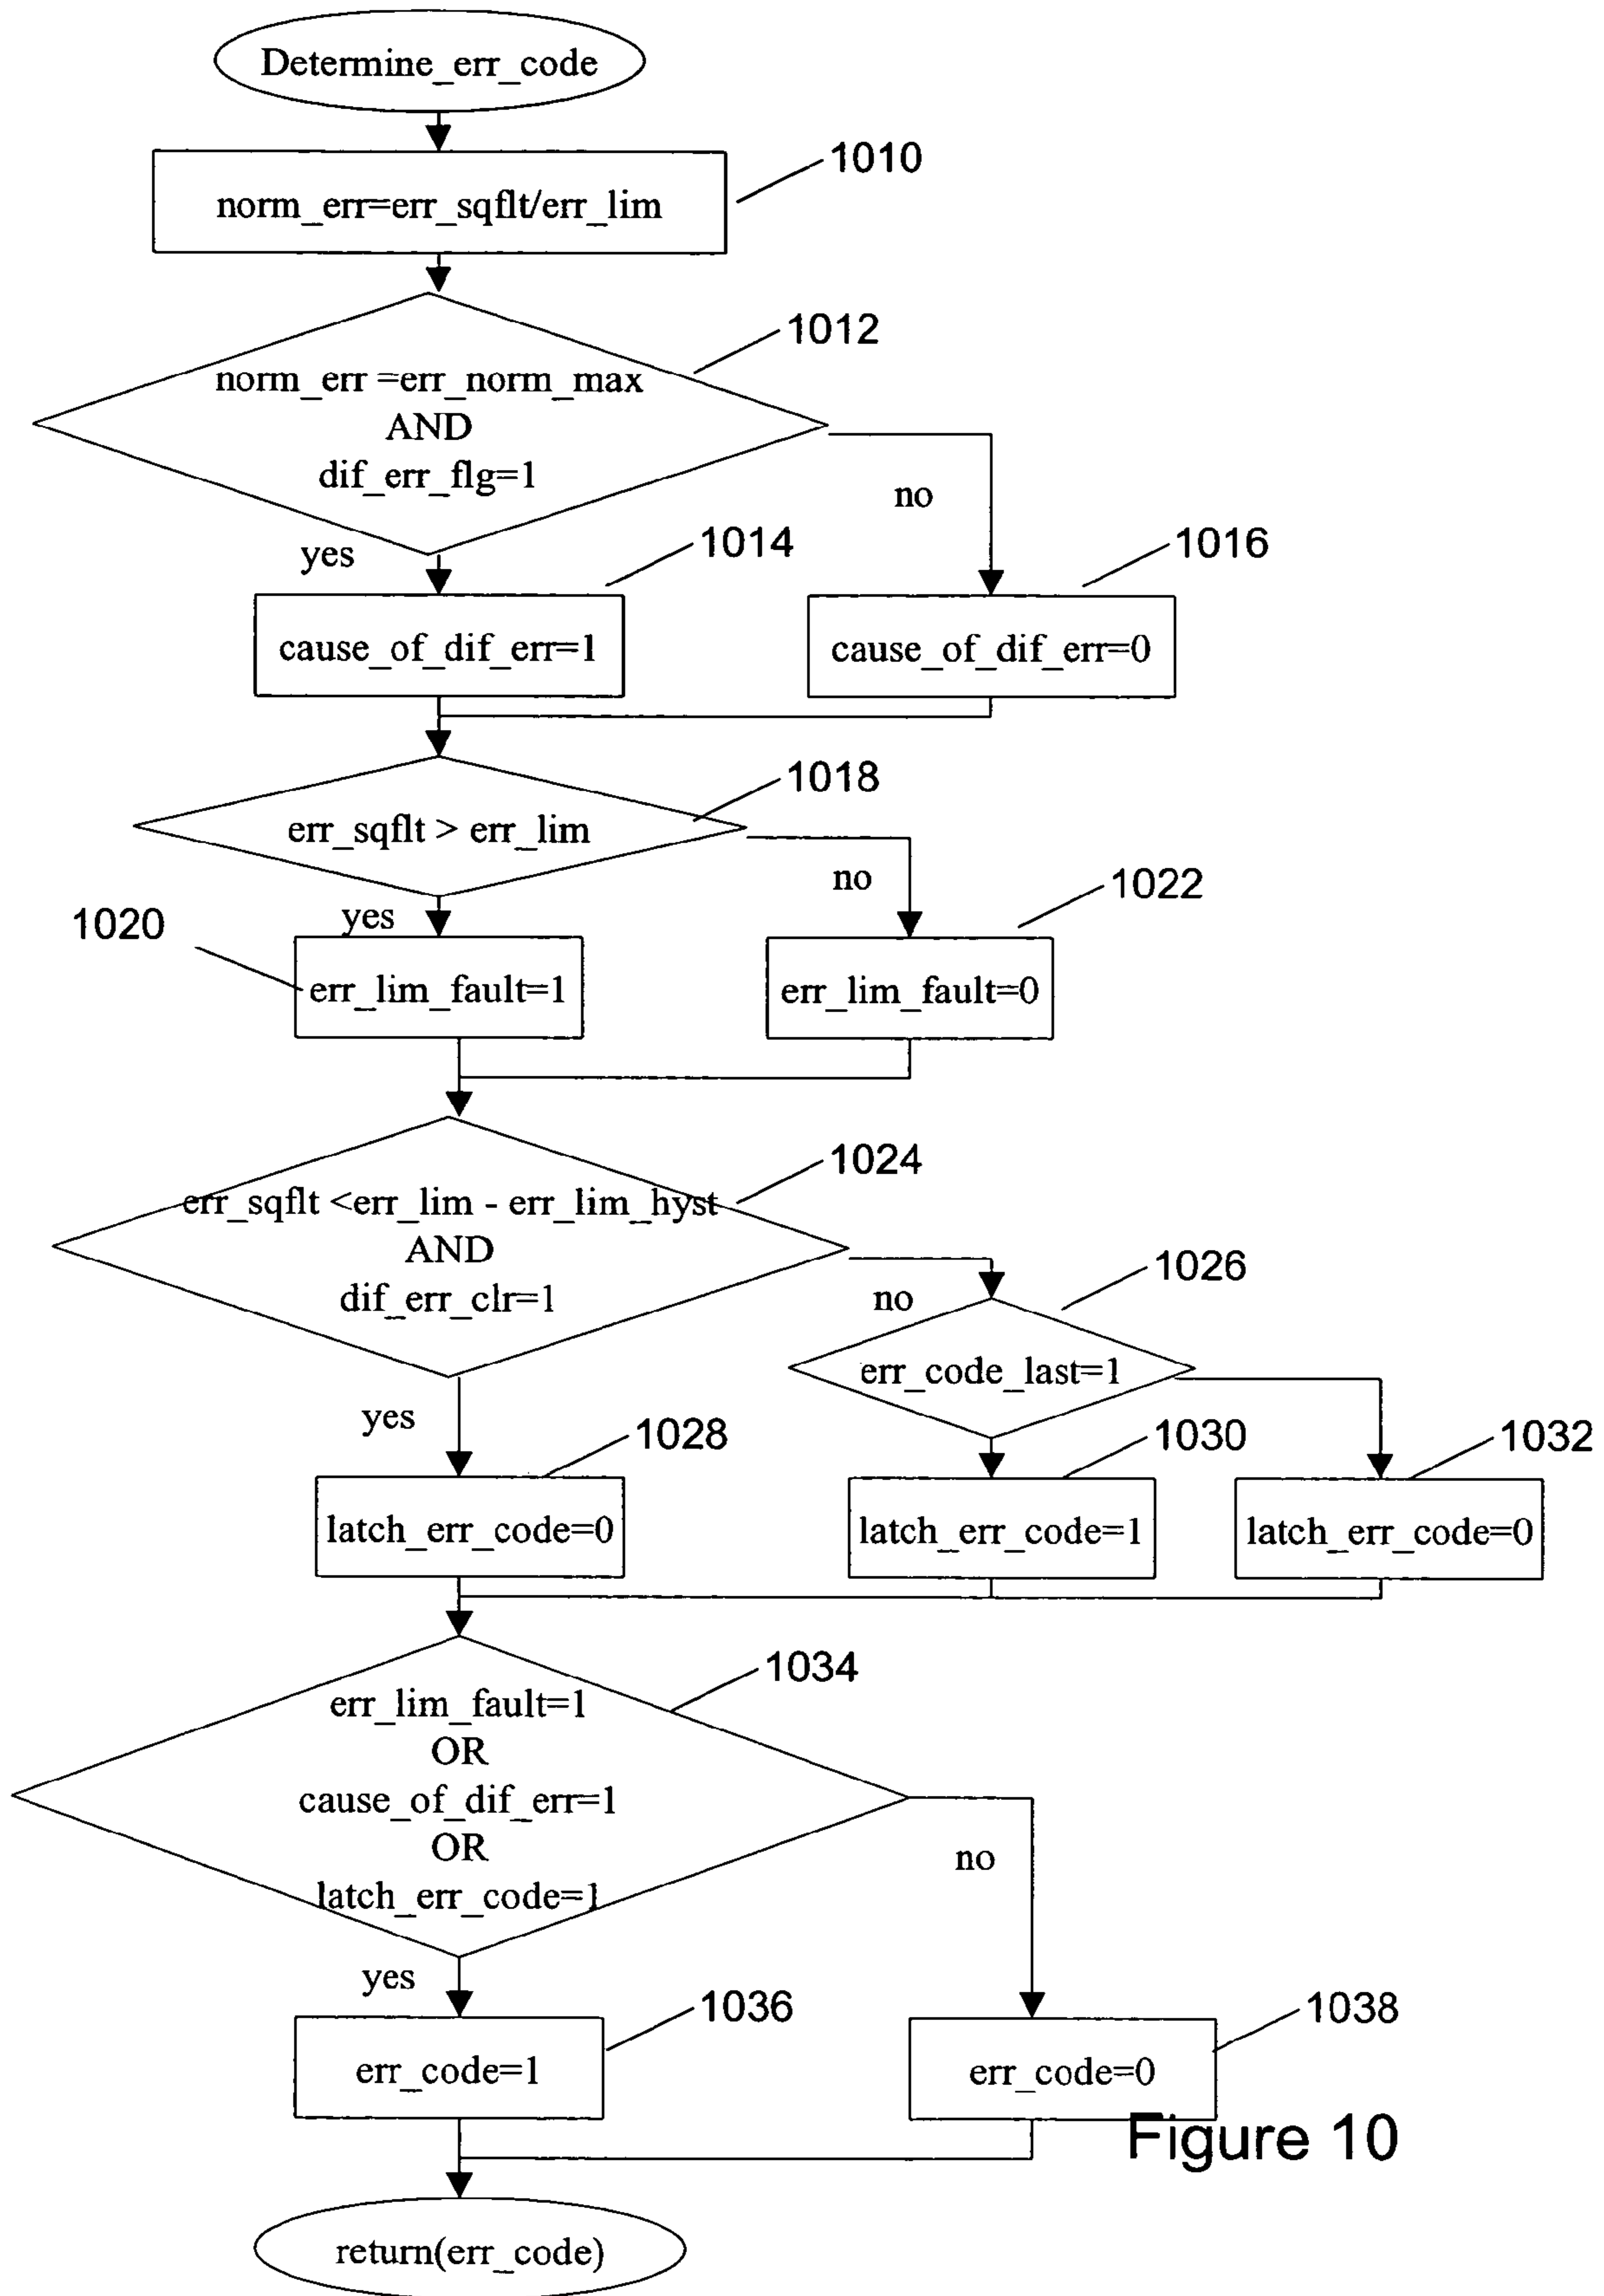 Determine_err_code
1010
norm_err=err_sqflt/err_lim
1012
norm_err =err_norm_max
AND
dif_err_flg=1
no
yes
1014
1016
cause_of_dif_err=1
cause_of_dif_err=0
1018
err_sqflt > err_lim
no
1022
1020
yes
err_lim_fault=1
err_lim_fault=0
1024
err_sqflt <err_lim - err_lim_hyst
AND
dif_err_clr=1
1026
no
err_code_last=1
yes
1028
1030
1032
latch_err_code=0
latch_err_code=1
latch_err_code=0
1034
err_lim_fault=1
OR
cause_of_dif_err=1
OR
latch_err_code=1
no
yes
1036
1038
err_code=1
err_code=0
Figure 10
return(err_code)